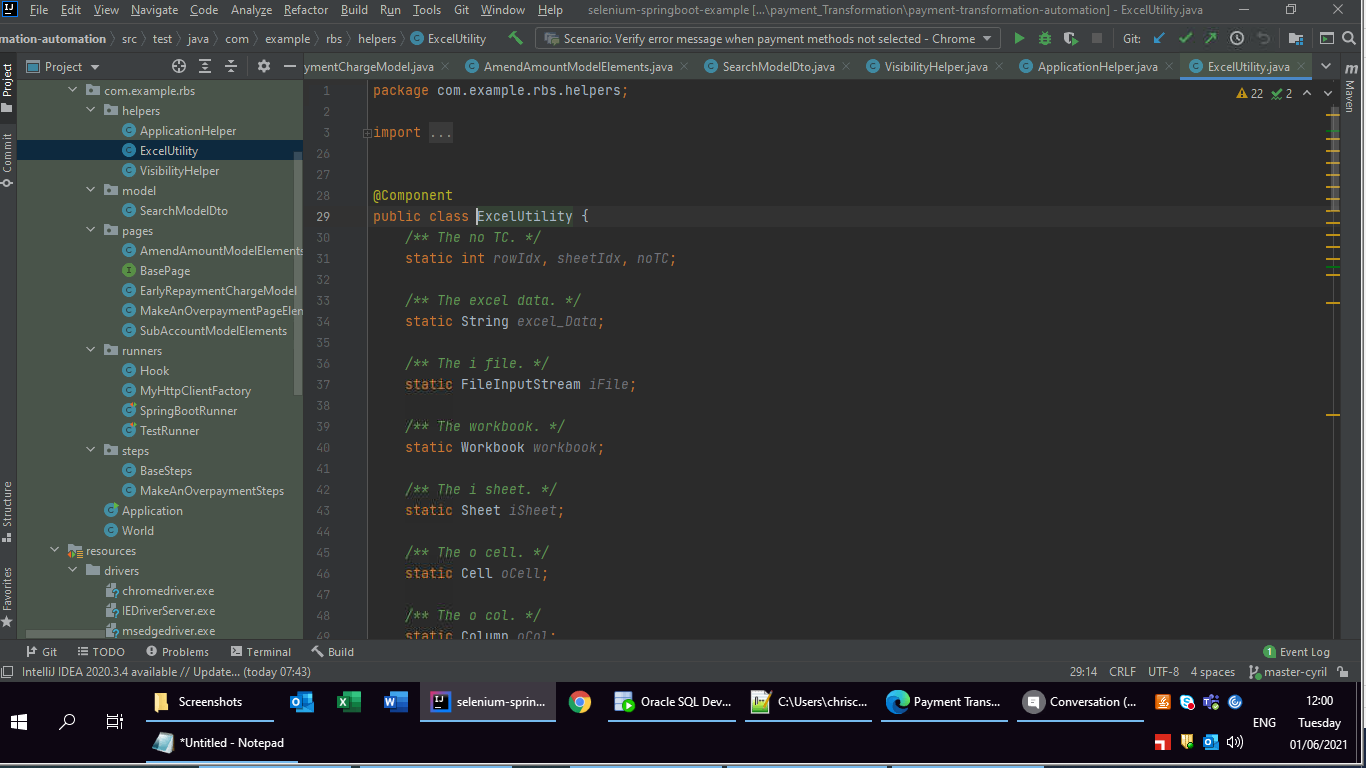 File Edit View Navigate Code Analyze Refactor Build Run Tools Git Window Help selenium-springboot-example [...\payment_Transformation\payment-transformation-automation] - ExcelUtility.java
mation-automation src test java com example rbs helpers ExcelUtility Scenario: Verify error message when payment methods not selected - Chrome Git:
Project
ymentChargeModel.java AmendAmountModelElements.java SearchModelDto.java VisibilityHelper.java ApplicationHelper.java ExcelUtility.java
Project
Commit
Structure
Favorites
com.example.rbs
helpers
ApplicationHelper
ExcelUtility
VisibilityHelper
model
SearchModelDto
pages
AmendAmountModelElements
BasePage
EarlyRepaymentChargeModel
MakeAnOverpaymentPageElen
SubAccountModelElements
runners
Hook
MyHttpClientFactory
SpringBootRunner
TestRunner
steps
BaseSteps
MakeAnOverpaymentSteps
Application
World
resources
drivers
chromedriver.exe
IEDriverServer.exe
msedgedriver.exe
1 package com.example.rbs.helpers;
2
3 import ...
26
27
28 @Component
29 public class ExcelUtility {
30 /** The no TC. */
31 static int rowIdx, sheetIdx, noTC;
32
33 /** The excel data. */
34 static String excel_Data;
35
36 /** The i file. */
37 static FileInputStream iFile;
38
39 /** The workbook. */
40 static Workbook workbook;
41
42 /** The i sheet. */
43 static Sheet iSheet;
44
45 /** The o cell. */
46 static Cell oCell;
47
48 /** The o col. */
49 static Column oCol;
22 2
m
Maven
Git TODO Problems Terminal Build 1 Event Log
IntelliJ IDEA 2020.3.4 available // Update... (today 07:43) 29:14 CRLF UTF-8 4 spaces master-cyril
Screenshots selenium-sprin... Oracle SQL Dev... C:\Users\chrisc... Payment Trans... Conversation (...
*Untitled - Notepad
ENG
12:00
Tuesday
01/06/2021